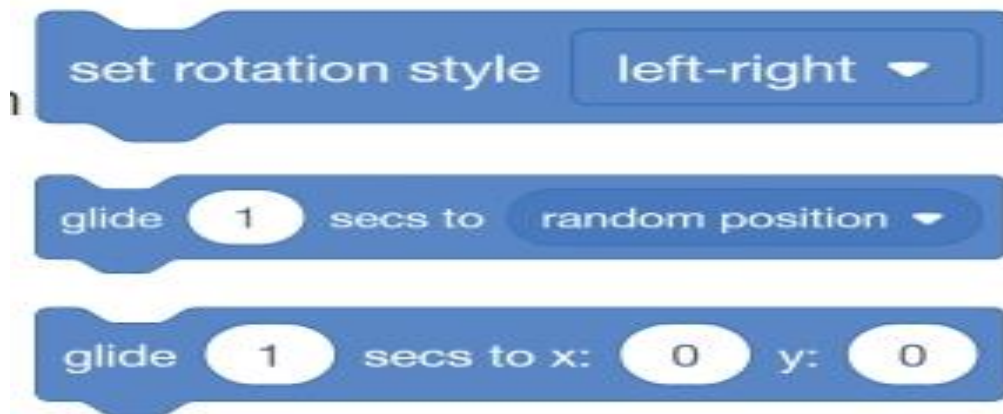 set rotation style left-right
glide 1 secs to random position
glide 1 secs to x: 0 y: 0